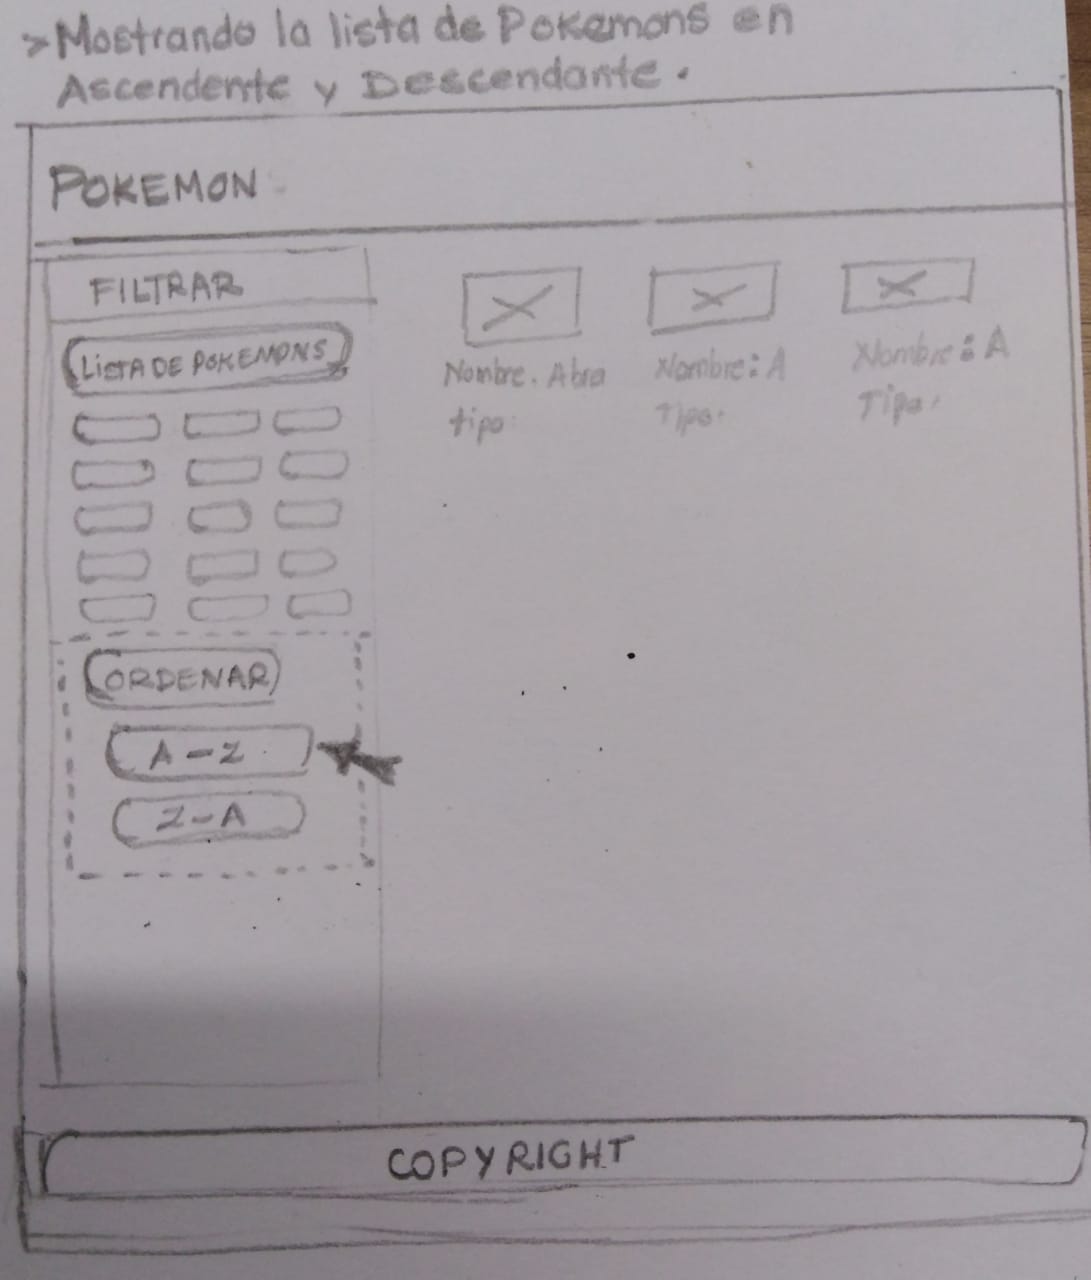 >Mostrando la lista de Pokemons en
Ascendente y Descendante.
POKEMON
FILTRAR
LISTA DE POKEMONS
Nombre. Abra
tipo
Nombre: A
Tipo.
Nombre: A
Tipo.
ORDENAR
A-Z
Z-A
COPYRIGHT